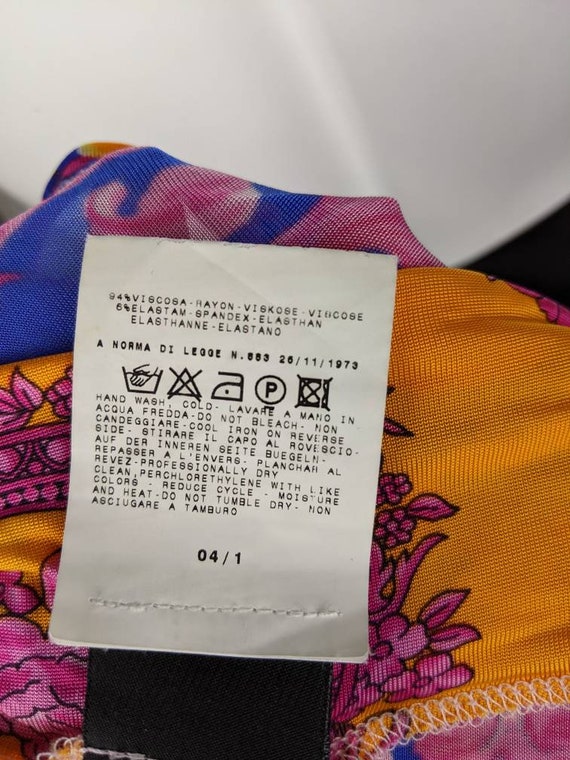 94%VISCOSA-RAYON-VISKOSE-VISCOSE
6%ELASTAM-SPANDEX-ELASTHAN
ELASTHANNE-ELASTANO
A NORMA DI LEGGE N.883 26/11/1973
P
HAND WASH, COLD- LAVARE A MANO IN
ACQUA FREDDA-DO NOT BLEACH- NON
CANDEGGIARE-COOL IRON ON REVERSE
SIDE- STIRARE IL CAPO AL ROVESCIO-
AUF DER INNEREN SEITE BUEGELN-
REPASSER A L'ENVERS- PLANCHAR AL
REVEZ-PROFESSIONALLY DRY
CLEAN,PERCHLORETHYLENE WITH LIKE
COLORS - REDUCE CYCLE - MOISTURE
AND HEAT-DO NOT TUMBLE DRY- NON
ASCIUGARE A TAMBURO
04/1